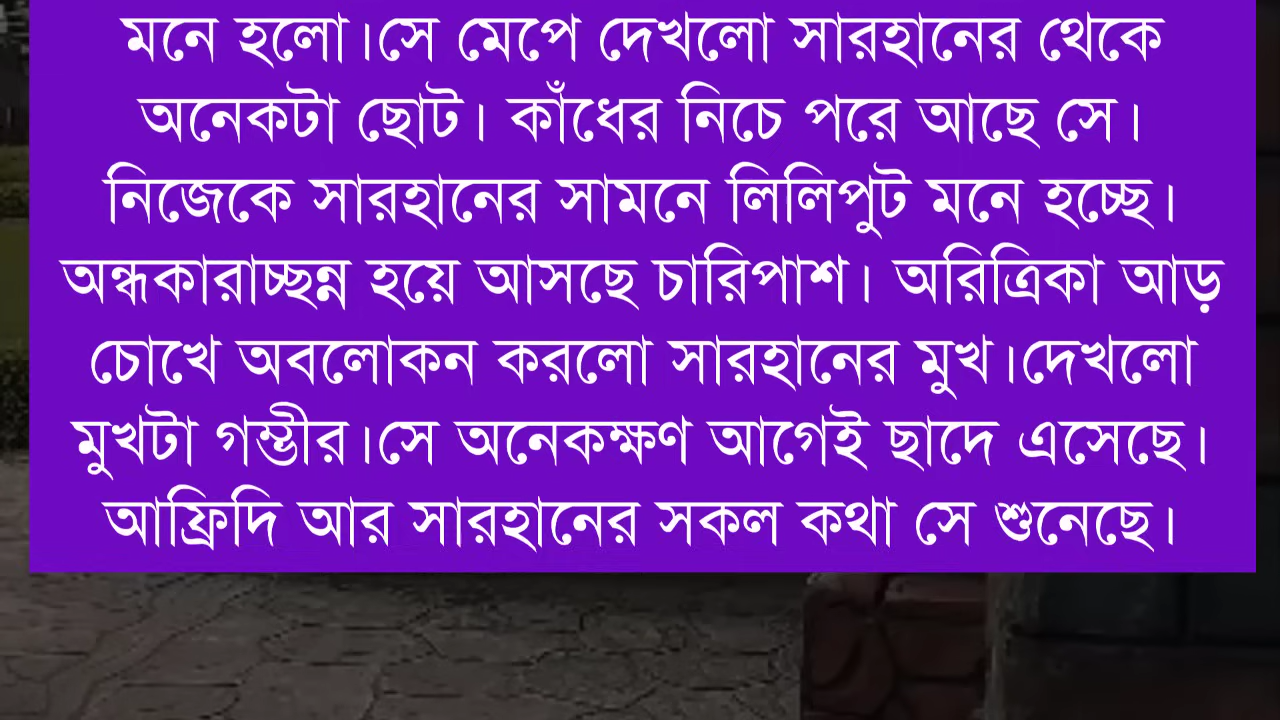 মনে হলো।সে মেপে দেখলো সারহানের থেকে
অনেকটা ছোট। কাঁধের নিচে পরে আছে সে।
নিজেকে সারহানের সামনে লিলিপুট মনে হচ্ছে।
অন্ধকারাচ্ছন্ন হয়ে আসছে চারিপাশ। অরিত্রিকা আড়
চোখে অবলোকন করলো সারহানের মুখ।দেখলো
মুখটা গম্ভীর।সে অনেকক্ষণ আগেই ছাদে এসেছে।
আফ্রিদি আর সারহানের সকল কথা সে শুনেছে।